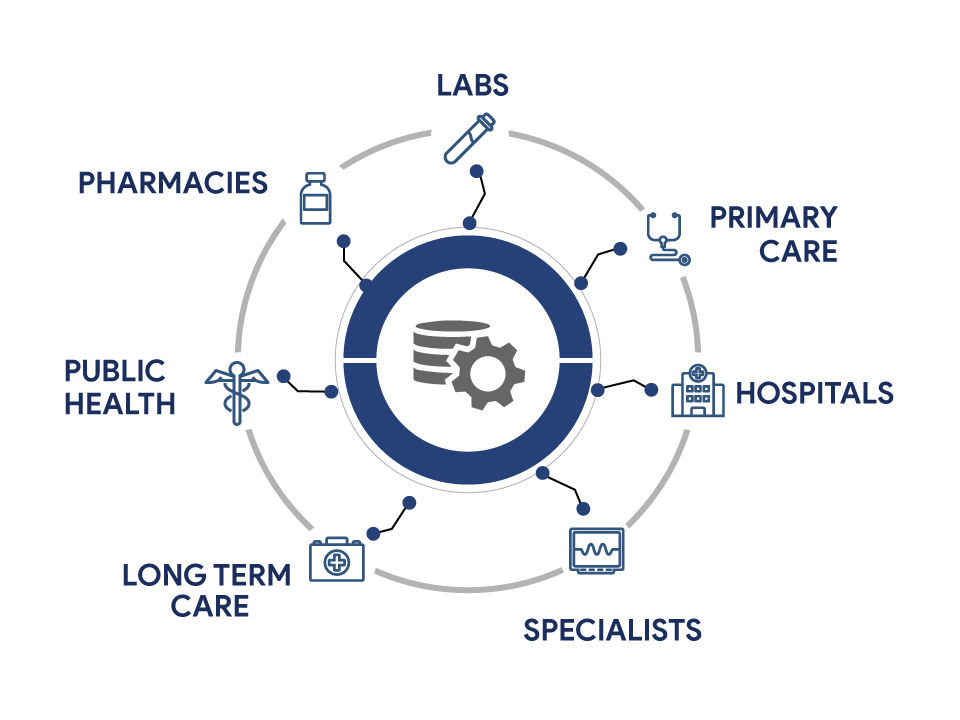 LABS
PHARMACIES
PRIMARY
CARE
PUBLIC
HEALTH
HOSPITALS
LONG TERM
CARE
SPECIALISTS